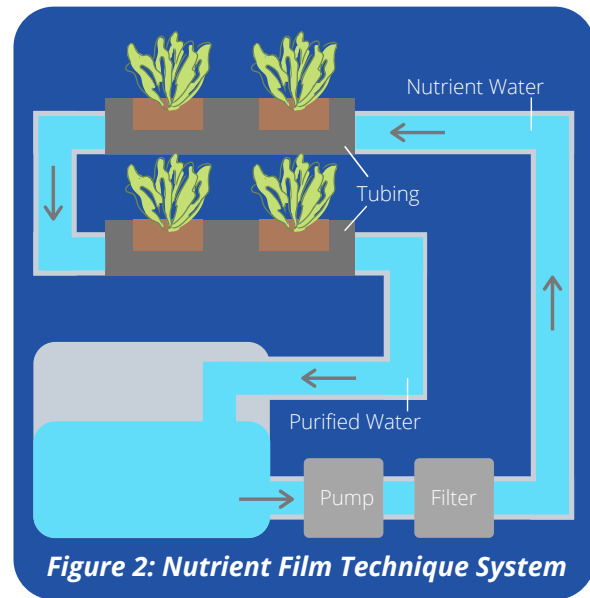 Nutrient Water
Tubing
Purified Water
Pump
Filter
Figure 2: Nutrient Film Technique System